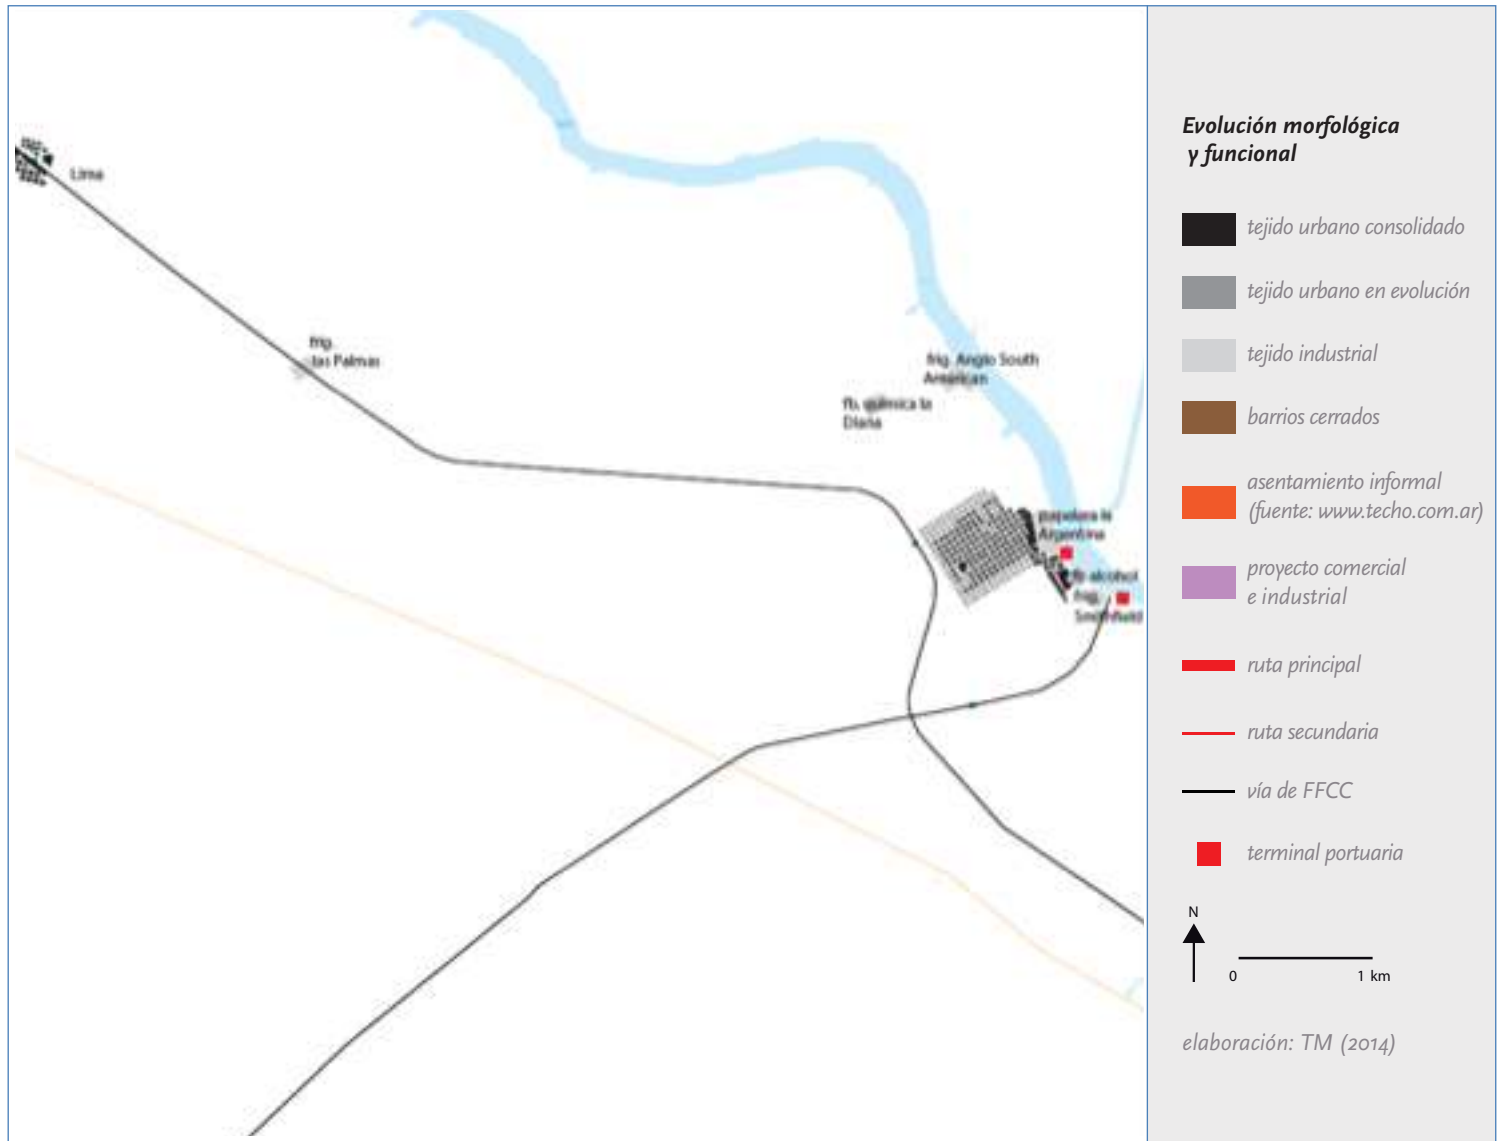 Lima
frig.
las Palmas
frig. Anglo South
American
fb. química la
Diana
papelera la
Argentina
fb alcohol
frig.
Smithfield
Evolución morfológica
y funcional
tejido urbano consolidado
tejido urbano en evolución
tejido industrial
barrios cerrados
asentamiento informal
(fuente: www.techo.com.ar)
proyecto comercial
e industrial
ruta principal
ruta secundaria
vía de FFCC
terminal portuaria
N
0 1 km
elaboración: TM (2014)